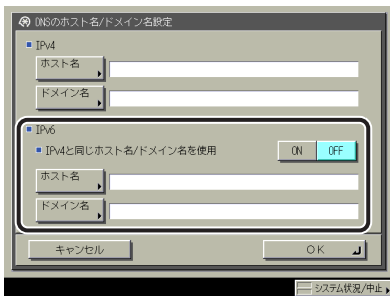 DNSのホスト名/ドメイン名設定
IPv4
ホスト名
ドメイン名
IPv6
IPv4と同じホスト名/ドメイン名を使用
ON OFF
ホスト名
ドメイン名
キャンセル
OK
システム状況/中止